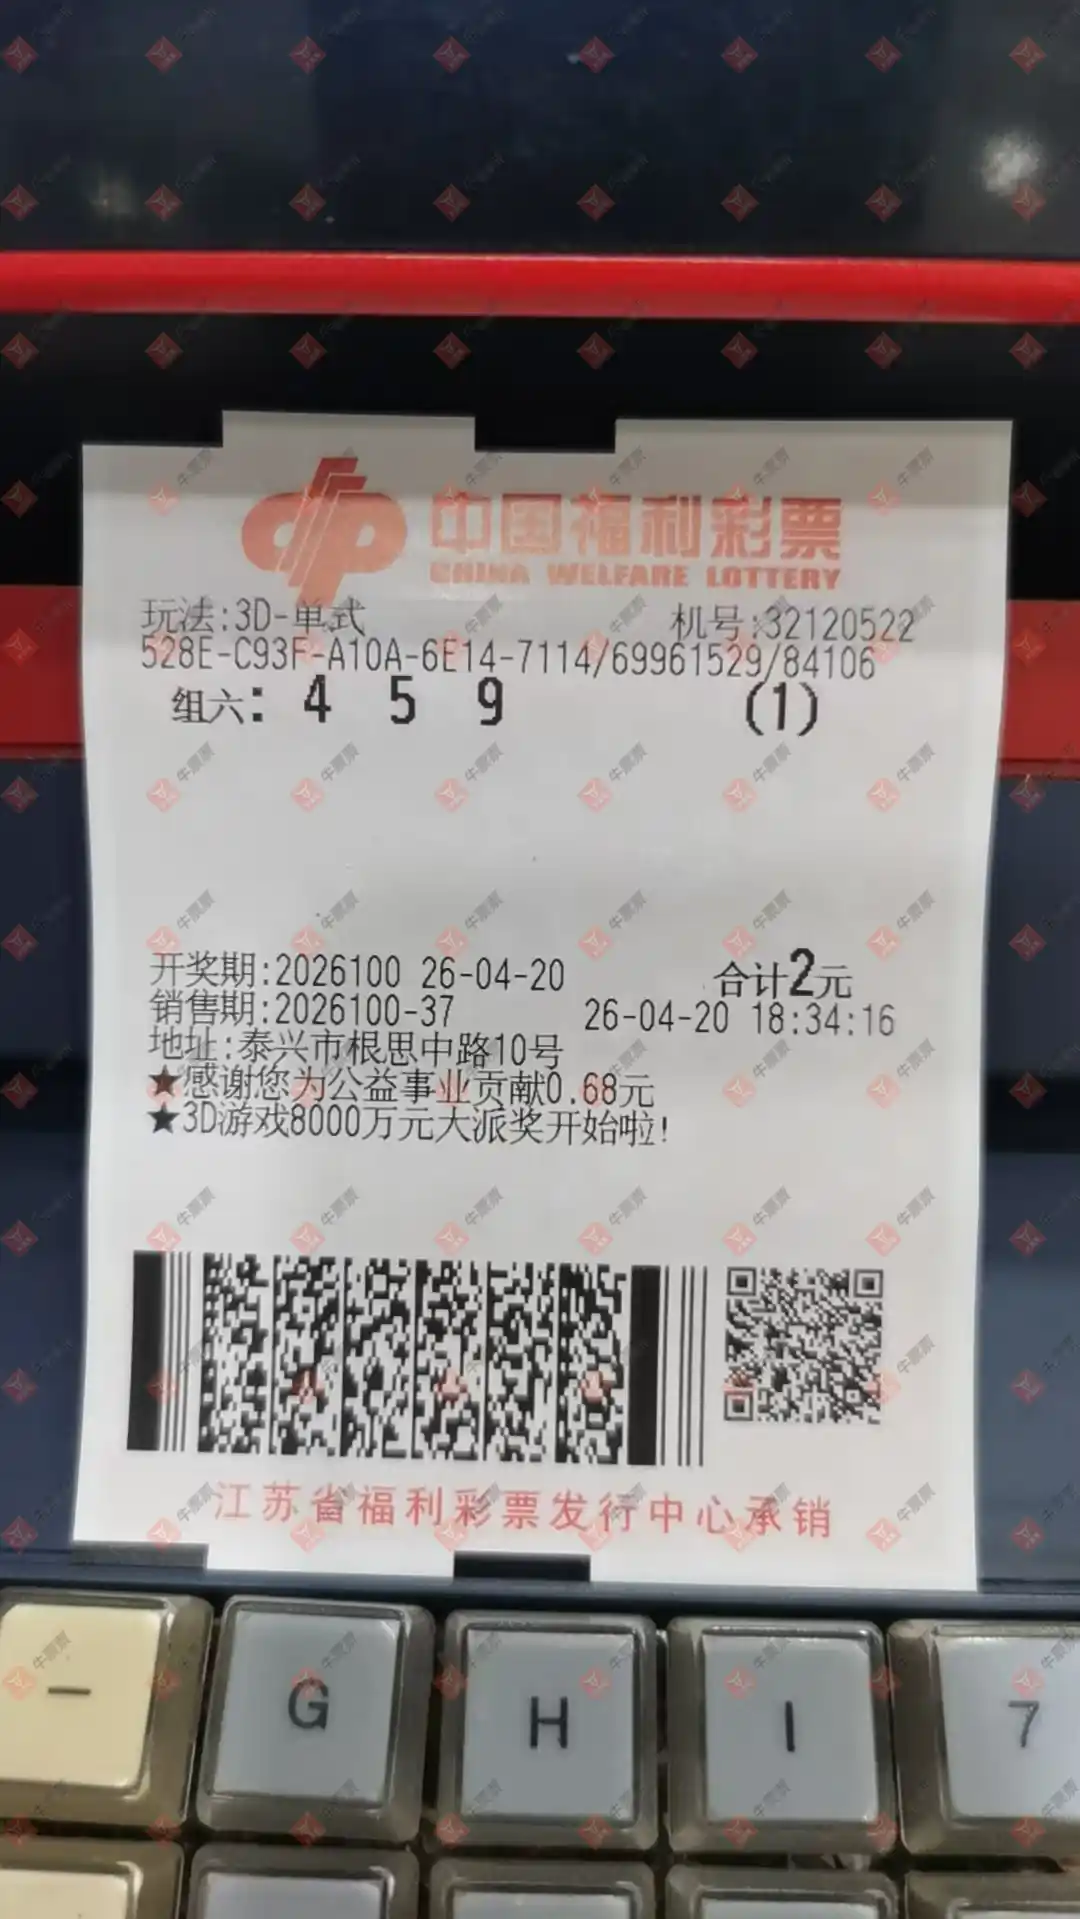 中国福利彩票
CHINA WELFARE LOTTERY
玩法:3D-单式 机号:32120522
528E-C93F-A10A-6E14-7114/69961529/84106
组六: 4 5 9 (1)
开奖期:2026100 26-04-20 合计2元
销售期:2026100-37 26-04-20 18:34:16
地址:泰兴市根思中路10号
★感谢您为公益事业贡献0.68元
★3D游戏8000万元大派奖开始啦!
江苏省福利彩票发行中心承销
— G H I 7
牛票票